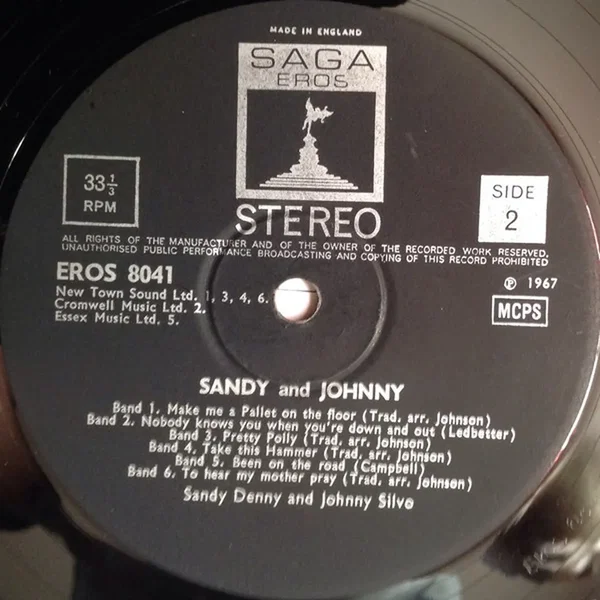 MADE IN ENGLAND
SAGA
EROS
33⅓
RPM
SIDE
2
STEREO
ALL RIGHTS OF THE MANUFACTURER AND OF THE OWNER OF THE RECORDED WORK RESERVED.
UNAUTHORISED PUBLIC PERFORMANCE BROADCASTING AND COPYING OF THIS RECORD PROHIBITED
EROS 8041
℗ 1967
New Town Sound Ltd. 1, 3, 4, 6.
Cromwell Music Ltd. 2.
Essex Music Ltd. 5.
MCPS
SANDY and JOHNNY
Band 1. Make me a Pallet on the floor (Trad. arr. Johnson)
Band 2. Nobody knows you when you're down and out (Ledbetter)
Band 3. Pretty Polly (Trad. arr. Johnson)
Band 4. Take this Hammer (Trad. arr. Johnson)
Band 5. Been on the road (Campbell)
Band 6. To hear my mother pray (Trad. arr. Johnson)
Sandy Denny and Johnny Silvo